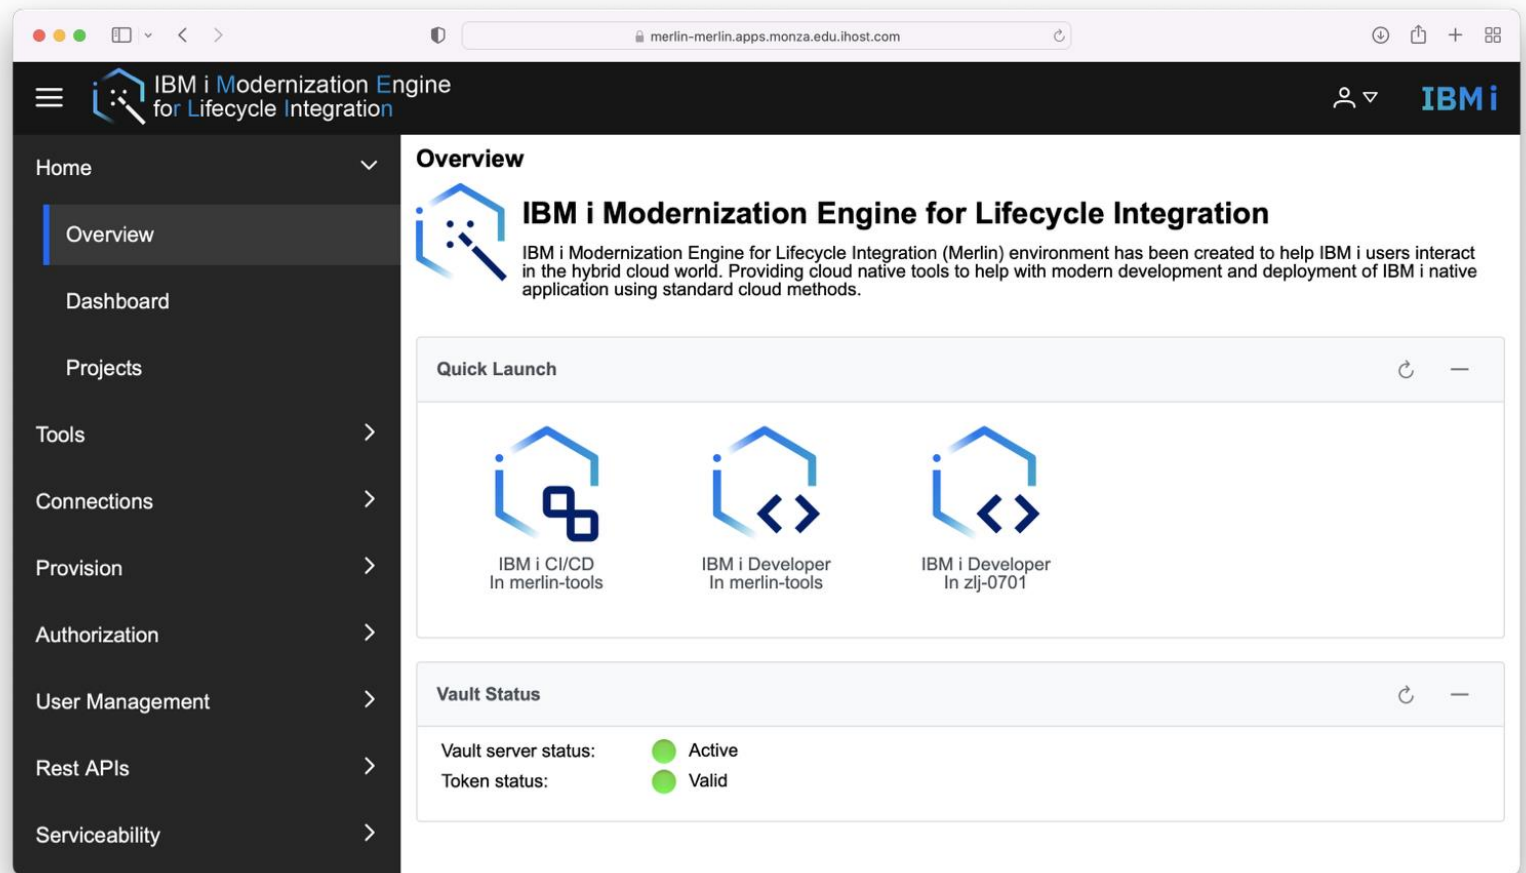 merlin-merlin.apps.monza.edu.ihost.com
IBM i Modernization Engine
for Lifecycle Integration
IBM i
Home
Overview
Dashboard
Projects
Tools
Connections
Provision
Authorization
User Management
Rest APIs
Serviceability
Overview
IBM i Modernization Engine for Lifecycle Integration
IBM i Modernization Engine for Lifecycle Integration (Merlin) environment has been created to help IBM i users interact
in the hybrid cloud world. Providing cloud native tools to help with modern development and deployment of IBM i native
application using standard cloud methods.
Quick Launch
IBM i CI/CD
In merlin-tools
IBM i Developer
In merlin-tools
IBM i Developer
In zlj-0701
Vault Status
Vault server status: Active
Token status: Valid